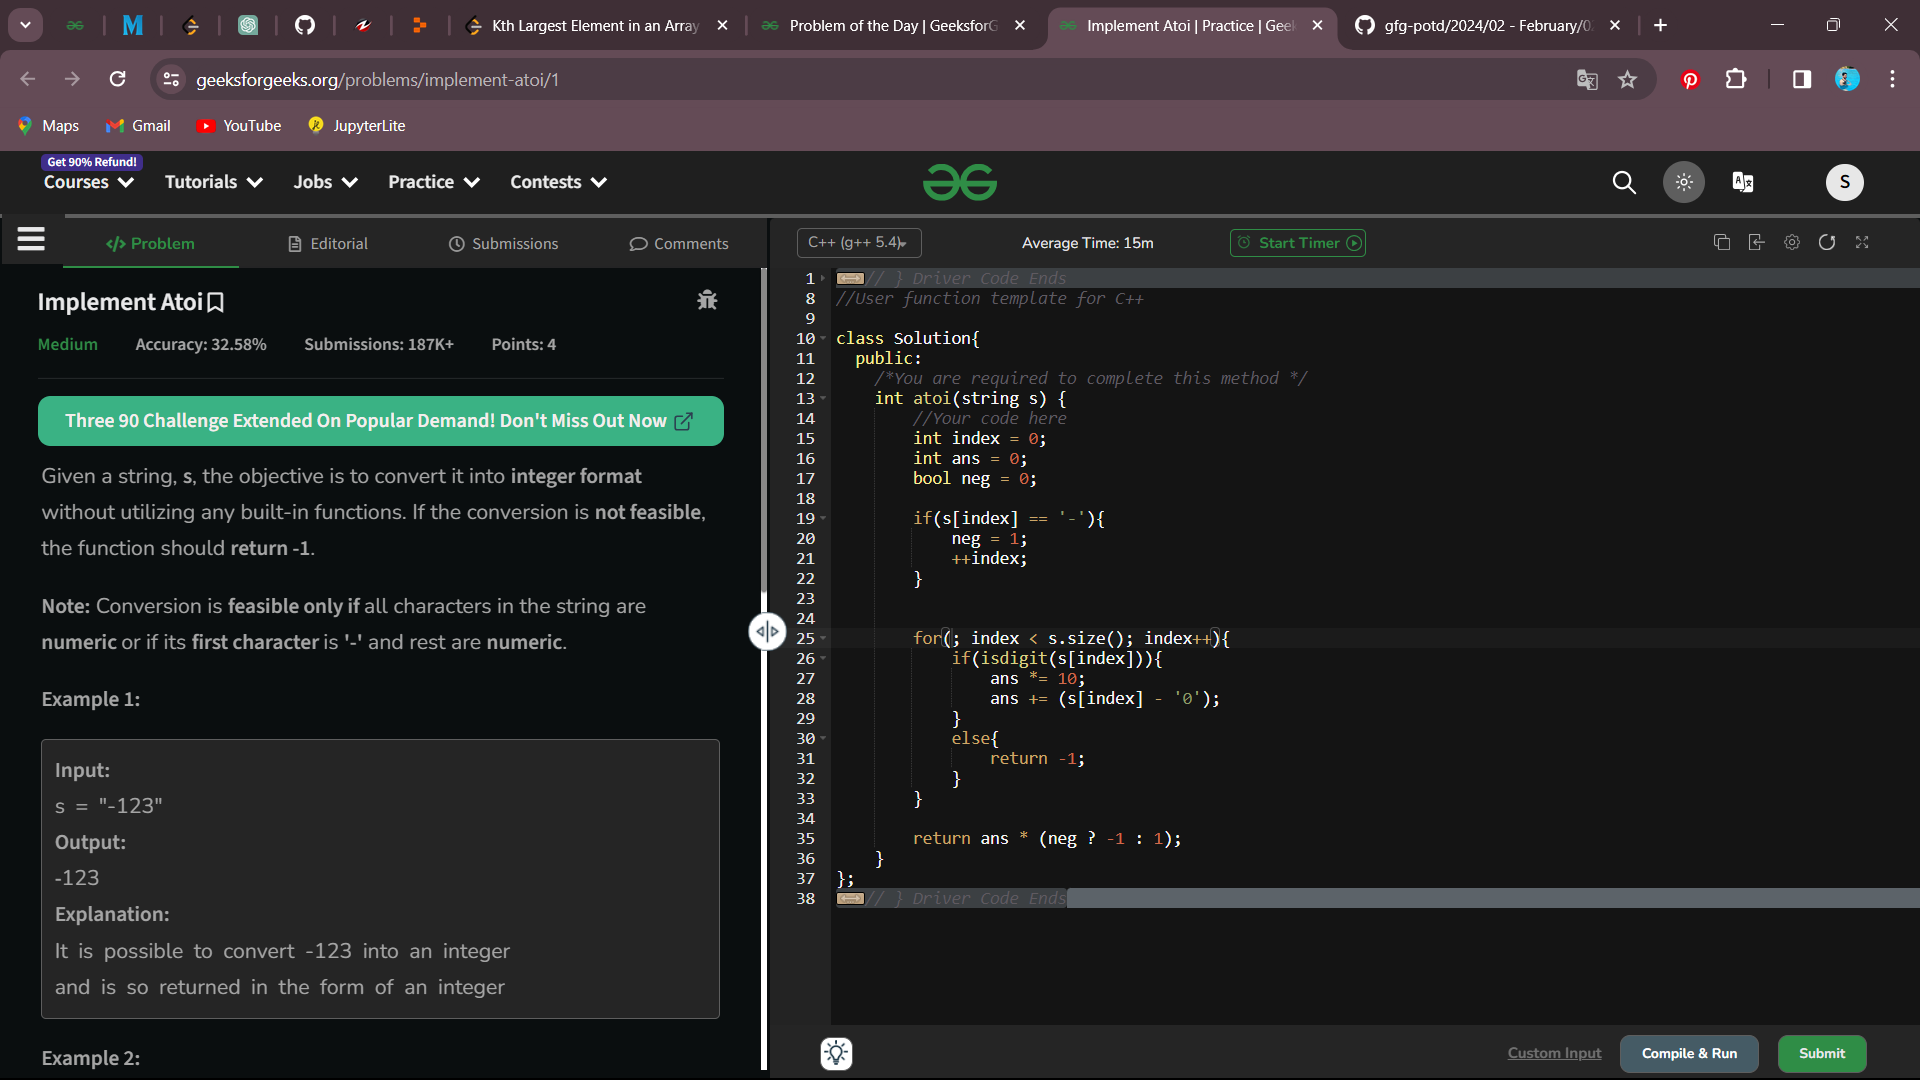 Kth Largest Element in an Array
Problem of the Day | GeeksforG
Implement Atoi | Practice | Geek
gfg-potd/2024/02 - February/0
geeksforgeeks.org/problems/implement-atoi/1
Maps
Gmail
YouTube
JupyterLite
Get 90% Refund!
Courses
Tutorials
Jobs
Practice
Contests
S
</> Problem
Editorial
Submissions
Comments
C++ (g++ 5.4)
Average Time: 15m
Start Timer
Implement Atoi
Medium
Accuracy: 32.58%
Submissions: 187K+
Points: 4
Three 90 Challenge Extended On Popular Demand! Don't Miss Out Now
Given a string, s, the objective is to convert it into integer format
without utilizing any built-in functions. If the conversion is not feasible,
the function should return -1.
Note: Conversion is feasible only if all characters in the string are
numeric or if its first character is '-' and rest are numeric.
Example 1:
Input:
s = "-123"
Output:
-123
Explanation:
It is possible to convert -123 into an integer
and is so returned in the form of an integer
Example 2:
1 // } Driver Code Ends
8 //User function template for C++
9
10 class Solution{
11 public:
12 /*You are required to complete this method */
13 int atoi(string s) {
14 //Your code here
15 int index = 0;
16 int ans = 0;
17 bool neg = 0;
18
19 if(s[index] == '-'){
20 neg = 1;
21 ++index;
22 }
23
24
25 for(; index < s.size(); index++){
26 if(isdigit(s[index])){
27 ans *= 10;
28 ans += (s[index] - '0');
29 }
30 else{
31 return -1;
32 }
33 }
34
35 return ans * (neg ? -1 : 1);
36 }
37 };
38 // } Driver Code Ends
Custom Input
Compile & Run
Submit